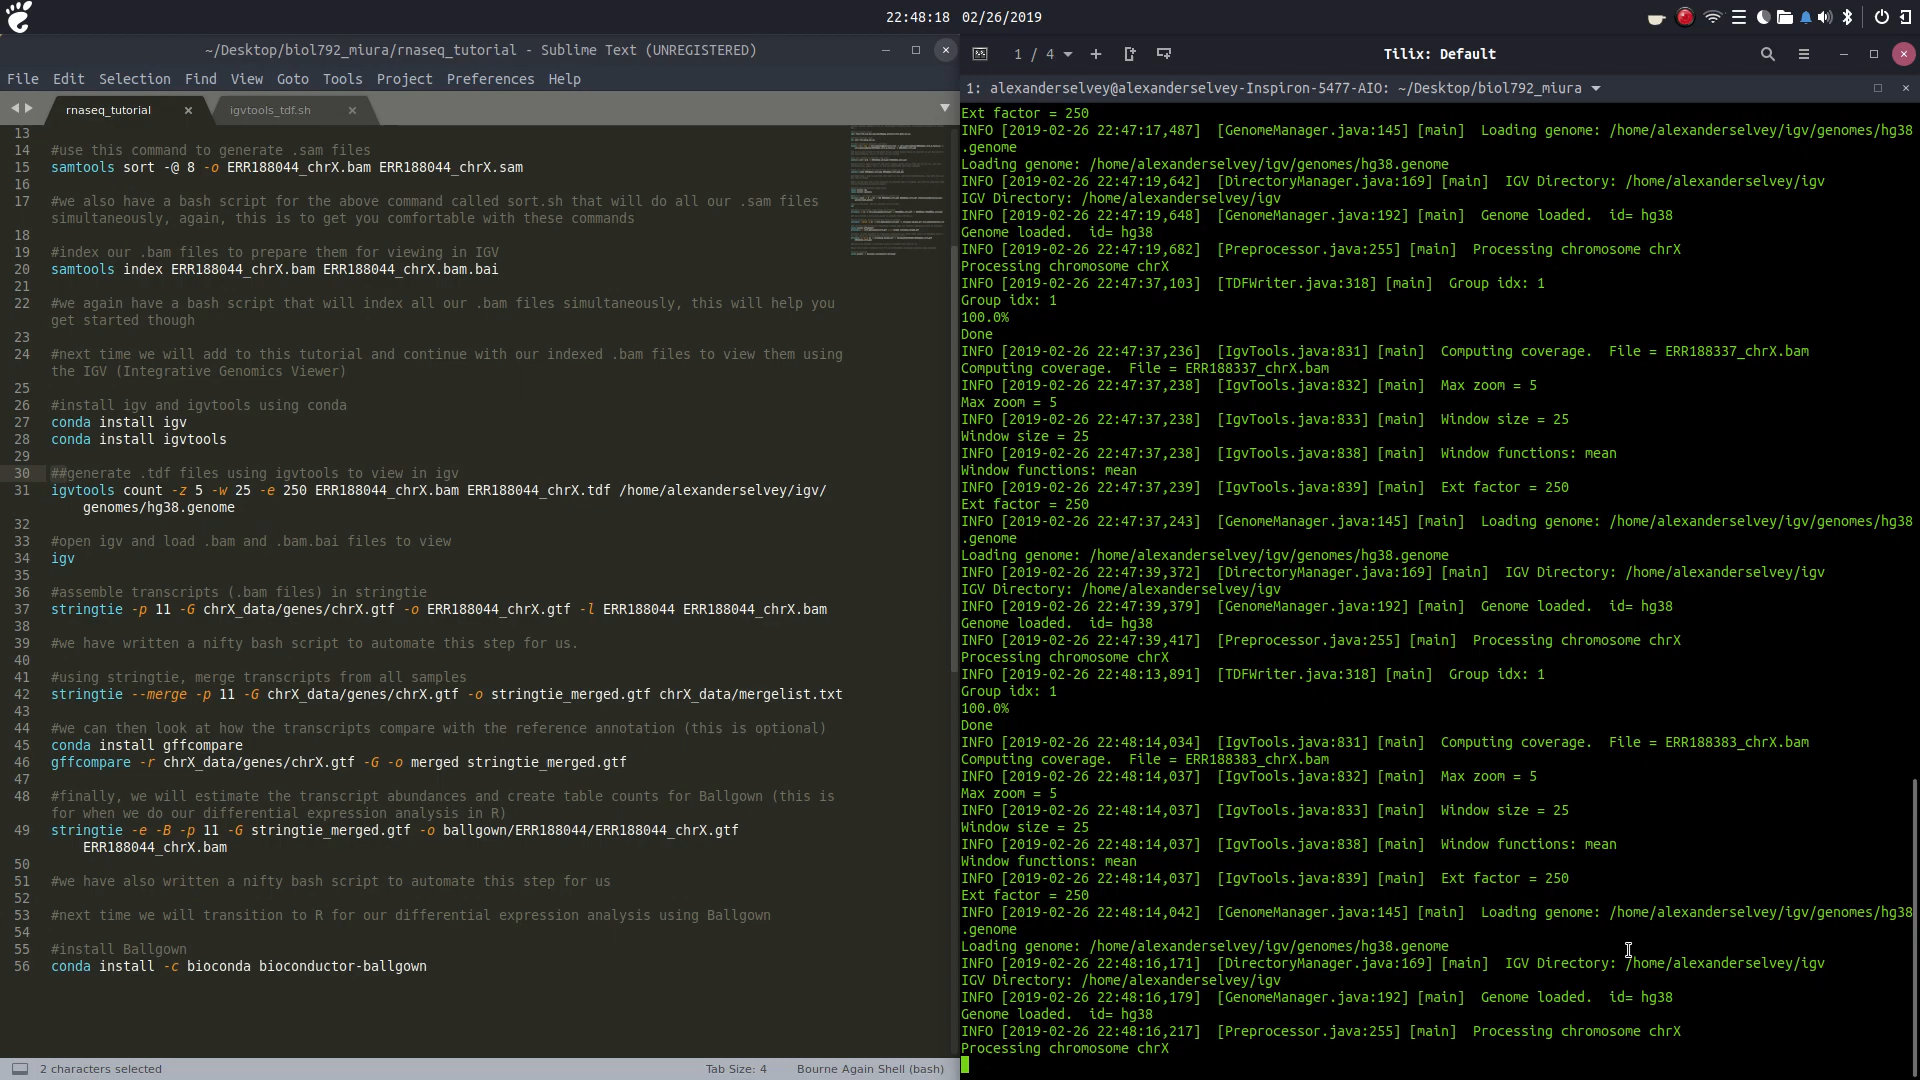 22:48:18 02/26/2019
~/Desktop/biol792_miura/rnaseq_tutorial - Sublime Text (UNREGISTERED)
File Edit Selection Find View Goto Tools Project Preferences Help
rnaseq_tutorial
igvtools_tdf.sh
13
14 #use this command to generate .sam files
15 samtools sort -@ 8 -o ERR188044_chrX.bam ERR188044_chrX.sam
16
17 #we also have a bash script for the above command called sort.sh that will do all our .sam files
simultaneously, again, this is to get you comfortable with these commands
18
19 #index our .bam files to prepare them for viewing in IGV
20 samtools index ERR188044_chrX.bam ERR188044_chrX.bam.bai
21
22 #we again have a bash script that will index all our .bam files simultaneously, this will help you
get started though
23
24 #next time we will add to this tutorial and continue with our indexed .bam files to view them using
the IGV (Integrative Genomics Viewer)
25
26 #install igv and igvtools using conda
27 conda install igv
28 conda install igvtools
29
30 ##generate .tdf files using igvtools to view in igv
31 igvtools count -z 5 -w 25 -e 250 ERR188044_chrX.bam ERR188044_chrX.tdf /home/alexanderselvey/igv/
genomes/hg38.genome
32
33 #open igv and load .bam and .bam.bai files to view
34 igv
35
36 #assemble transcripts (.bam files) in stringtie
37 stringtie -p 11 -G chrX_data/genes/chrX.gtf -o ERR188044_chrX.gtf -l ERR188044 ERR188044_chrX.bam
38
39 #we have written a nifty bash script to automate this step for us.
40
41 #using stringtie, merge transcripts from all samples
42 stringtie --merge -p 11 -G chrX_data/genes/chrX.gtf -o stringtie_merged.gtf chrX_data/mergelist.txt
43
44 #we can then look at how the transcripts compare with the reference annotation (this is optional)
45 conda install gffcompare
46 gffcompare -r chrX_data/genes/chrX.gtf -G -o merged stringtie_merged.gtf
47
48 #finally, we will estimate the transcript abundances and create table counts for Ballgown (this is
for when we do our differential expression analysis in R)
49 stringtie -e -B -p 11 -G stringtie_merged.gtf -o ballgown/ERR188044/ERR188044_chrX.gtf
ERR188044_chrX.bam
50
51 #we have also written a nifty bash script to automate this step for us
52
53 #next time we will transition to R for our differential expression analysis using Ballgown
54
55 #install Ballgown
56 conda install -c bioconda bioconductor-ballgown
2 characters selected
Tab Size: 4
Bourne Again Shell (bash)
1 / 4
Tilix: Default
1: alexanderselvey@alexanderselvey-Inspiron-5477-AIO: ~/Desktop/biol792_miura
Ext factor = 250
INFO [2019-02-26 22:47:17,487] [GenomeManager.java:145] [main] Loading genome: /home/alexanderselvey/igv/genomes/hg38
.genome
Loading genome: /home/alexanderselvey/igv/genomes/hg38.genome
INFO [2019-02-26 22:47:19,642] [DirectoryManager.java:169] [main] IGV Directory: /home/alexanderselvey/igv
IGV Directory: /home/alexanderselvey/igv
INFO [2019-02-26 22:47:19,648] [GenomeManager.java:192] [main] Genome loaded. id= hg38
Genome loaded. id= hg38
INFO [2019-02-26 22:47:19,682] [Preprocessor.java:255] [main] Processing chromosome chrX
Processing chromosome chrX
INFO [2019-02-26 22:47:37,103] [TDFWriter.java:318] [main] Group idx: 1
Group idx: 1
100.0%
Done
INFO [2019-02-26 22:47:37,236] [IgvTools.java:831] [main] Computing coverage. File = ERR188337_chrX.bam
Computing coverage. File = ERR188337_chrX.bam
INFO [2019-02-26 22:47:37,238] [IgvTools.java:832] [main] Max zoom = 5
Max zoom = 5
INFO [2019-02-26 22:47:37,238] [IgvTools.java:833] [main] Window size = 25
Window size = 25
INFO [2019-02-26 22:47:37,238] [IgvTools.java:838] [main] Window functions: mean
Window functions: mean
INFO [2019-02-26 22:47:37,239] [IgvTools.java:839] [main] Ext factor = 250
Ext factor = 250
INFO [2019-02-26 22:47:37,243] [GenomeManager.java:145] [main] Loading genome: /home/alexanderselvey/igv/genomes/hg38
.genome
Loading genome: /home/alexanderselvey/igv/genomes/hg38.genome
INFO [2019-02-26 22:47:39,372] [DirectoryManager.java:169] [main] IGV Directory: /home/alexanderselvey/igv
IGV Directory: /home/alexanderselvey/igv
INFO [2019-02-26 22:47:39,379] [GenomeManager.java:192] [main] Genome loaded. id= hg38
Genome loaded. id= hg38
INFO [2019-02-26 22:47:39,417] [Preprocessor.java:255] [main] Processing chromosome chrX
Processing chromosome chrX
INFO [2019-02-26 22:48:13,891] [TDFWriter.java:318] [main] Group idx: 1
Group idx: 1
100.0%
Done
INFO [2019-02-26 22:48:14,034] [IgvTools.java:831] [main] Computing coverage. File = ERR188383_chrX.bam
Computing coverage. File = ERR188383_chrX.bam
INFO [2019-02-26 22:48:14,037] [IgvTools.java:832] [main] Max zoom = 5
Max zoom = 5
INFO [2019-02-26 22:48:14,037] [IgvTools.java:833] [main] Window size = 25
Window size = 25
INFO [2019-02-26 22:48:14,037] [IgvTools.java:838] [main] Window functions: mean
Window functions: mean
INFO [2019-02-26 22:48:14,037] [IgvTools.java:839] [main] Ext factor = 250
Ext factor = 250
INFO [2019-02-26 22:48:14,042] [GenomeManager.java:145] [main] Loading genome: /home/alexanderselvey/igv/genomes/hg38
.genome
Loading genome: /home/alexanderselvey/igv/genomes/hg38.genome
INFO [2019-02-26 22:48:16,171] [DirectoryManager.java:169] [main] IGV Directory: /home/alexanderselvey/igv
IGV Directory: /home/alexanderselvey/igv
INFO [2019-02-26 22:48:16,179] [GenomeManager.java:192] [main] Genome loaded. id= hg38
Genome loaded. id= hg38
INFO [2019-02-26 22:48:16,217] [Preprocessor.java:255] [main] Processing chromosome chrX
Processing chromosome chrX